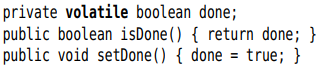 private volatile boolean done;
public boolean isDone() { return done; }
public void setDone() { done = true; }